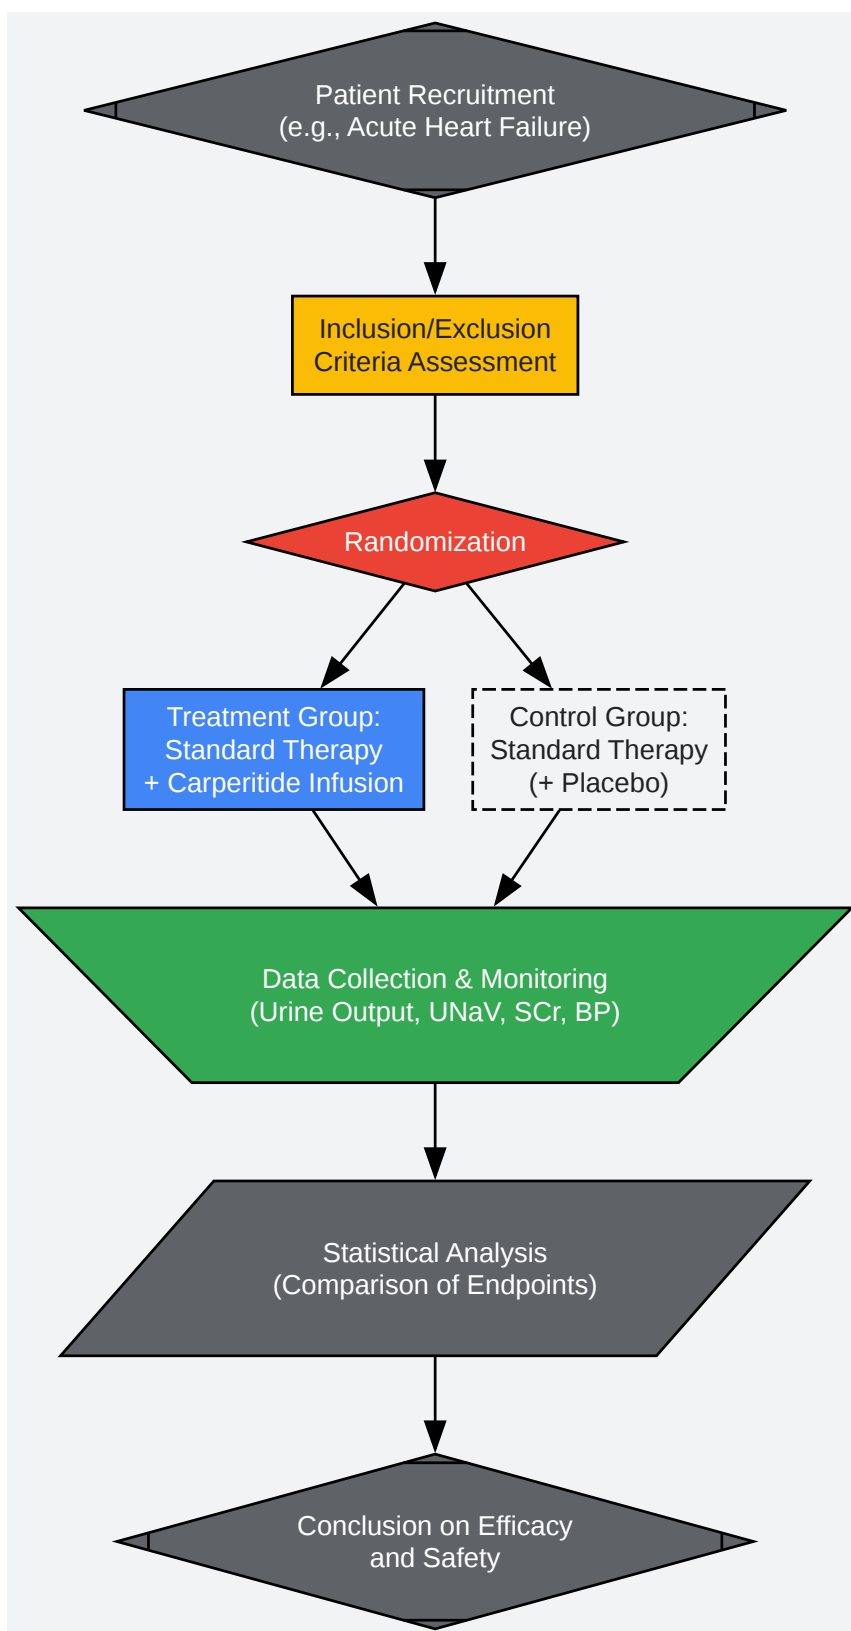 Patient Recruitment
(e.g., Acute Heart Failure)
Inclusion/Exclusion
Criteria Assessment
Randomization
Treatment Group:
Standard Therapy
+ Carperitide Infusion
Control Group:
Standard Therapy
(+ Placebo)
Data Collection & Monitoring
(Urine Output, UNaV, SCr, BP)
Statistical Analysis
(Comparison of Endpoints)
Conclusion on Efficacy
and Safety